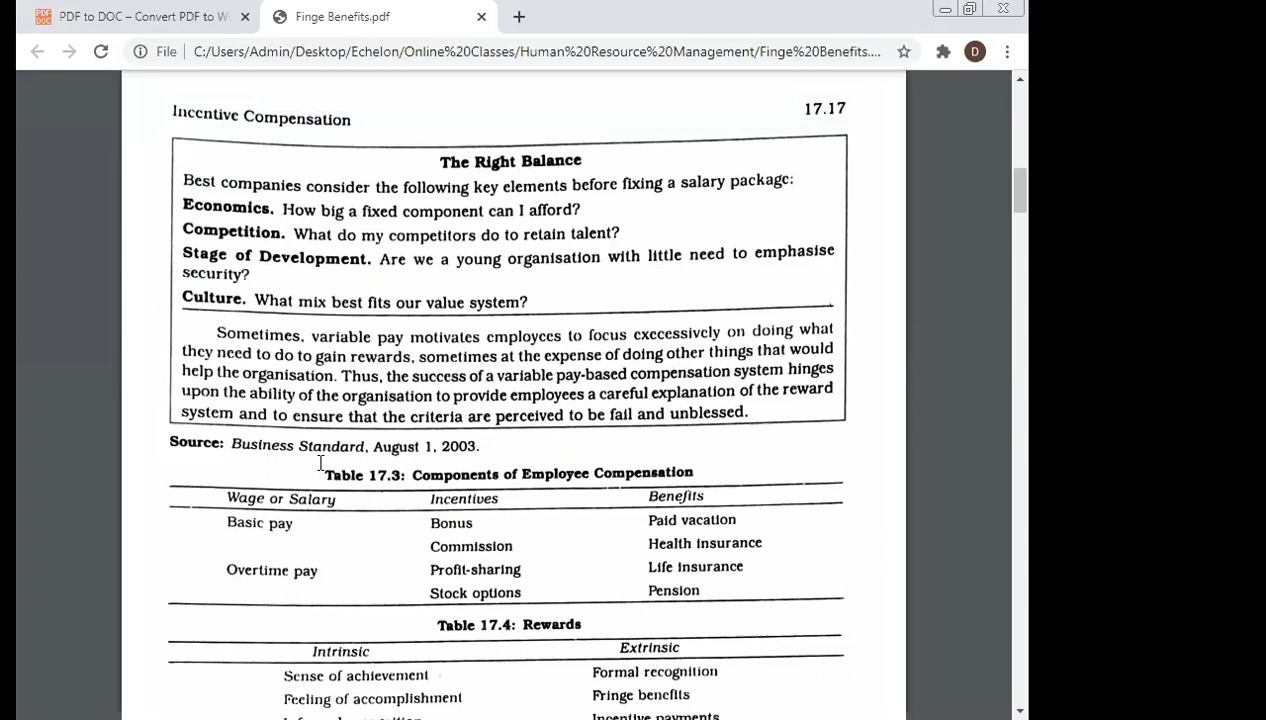 PDF to DOC – Convert PDF to W
Finge Benefits.pdf
File | C:/Users/Admin/Desktop/Echelon/Online%20Classes/Human%20Resource%20Management/Finge%20Benefits....
D
Incentive Compensation 17.17
The Right Balance
Best companies consider the following key elements before fixing a salary package:
Economics. How big a fixed component can I afford?
Competition. What do my competitors do to retain talent?
Stage of Development. Are we a young organisation with little need to emphasise
security?
Culture. What mix best fits our value system?
Sometimes, variable pay motivates employees to focus excessively on doing what
they need to do to gain rewards, sometimes at the expense of doing other things that would
help the organisation. Thus, the success of a variable pay-based compensation system hinges
upon the ability of the organisation to provide employees a careful explanation of the reward
system and to ensure that the criteria are perceived to be fail and unblessed.
Source: Business Standard, August 1, 2003.
Table 17.3: Components of Employee Compensation
Wage or Salary Incentives Benefits
Basic pay Bonus Paid vacation
Commission Health insurance
Overtime pay Profit-sharing Life insurance
Stock options Pension
Table 17.4: Rewards
Intrinsic Extrinsic
Sense of achievement Formal recognition
Feeling of accomplishment Fringe benefits
Incentive payments